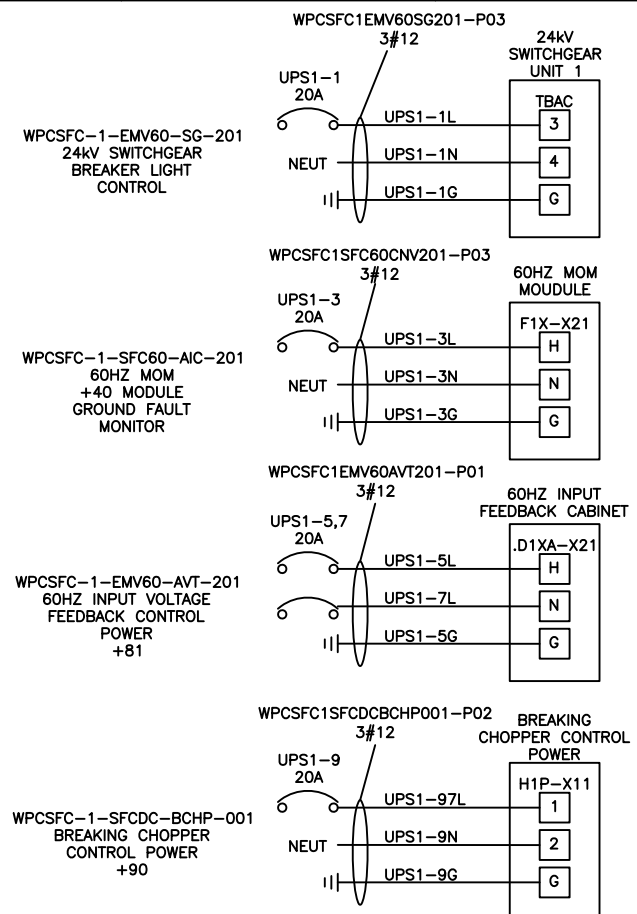 WPCSFC1EMV60SG201-P03
3#12
24kV
SWITCHGEAR
UNIT 1
UPS1-1
20A
TBAC
WPCSFC-1-EMV60-SG-201
24kV SWITCHGEAR
BREAKER LIGHT
CONTROL
UPS1-1L
3
NEUT
UPS1-1N
4
UPS1-1G
G
WPCSFC1SFC60CNV201-P03
3#12
60HZ MOM
MOUDULE
UPS1-3
20A
F1X-X21
WPCSFC-1-SFC60-AIC-201
60HZ MOM
+40 MODULE
GROUND FAULT
MONITOR
UPS1-3L
H
NEUT
UPS1-3N
N
UPS1-3G
G
WPCSFC1EMV60AVT201-P01
3#12
60HZ INPUT
FEEDBACK CABINET
UPS1-5,7
20A
.D1XA-X21
WPCSFC-1-EMV60-AVT-201
60HZ INPUT VOLTAGE
FEEDBACK CONTROL
POWER
+81
UPS1-5L
H
UPS1-7L
N
UPS1-5G
G
WPCSFC1SFCDCBCHP001-P02
3#12
BREAKING
CHOPPER CONTROL
POWER
UPS1-9
20A
H1P-X11
WPCSFC-1-SFCDC-BCHP-001
BREAKING CHOPPER
CONTROL POWER
+90
UPS1-97L
1
NEUT
UPS1-9N
2
UPS1-9G
G